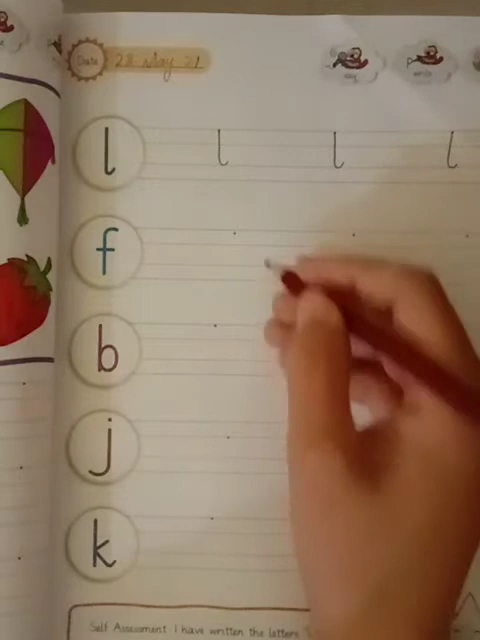 Date 28 May 21
l l l l
f
b
j
k
Self Assessment: I have written the letters